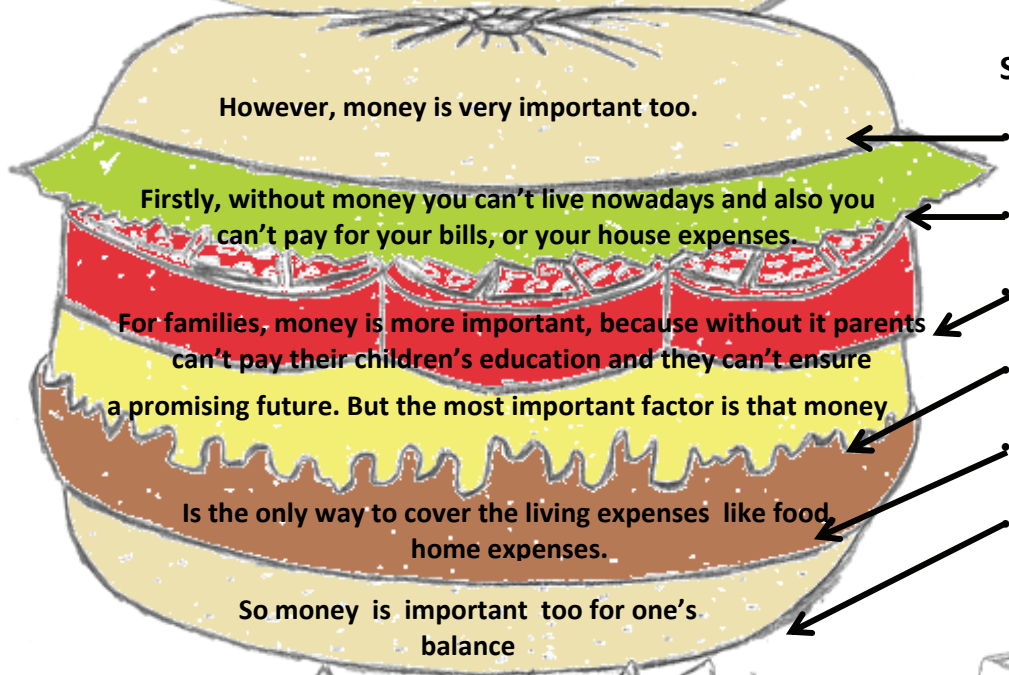 S
However, money is very important too.
Firstly, without money you can't live nowadays and also you
can't pay for your bills, or your house expenses.
For families, money is more important, because without it parents
can't pay their children's education and they can't ensure
a promising future. But the most important factor is that money
Is the only way to cover the living expenses like food,
home expenses.
So money is important too for one's
balance